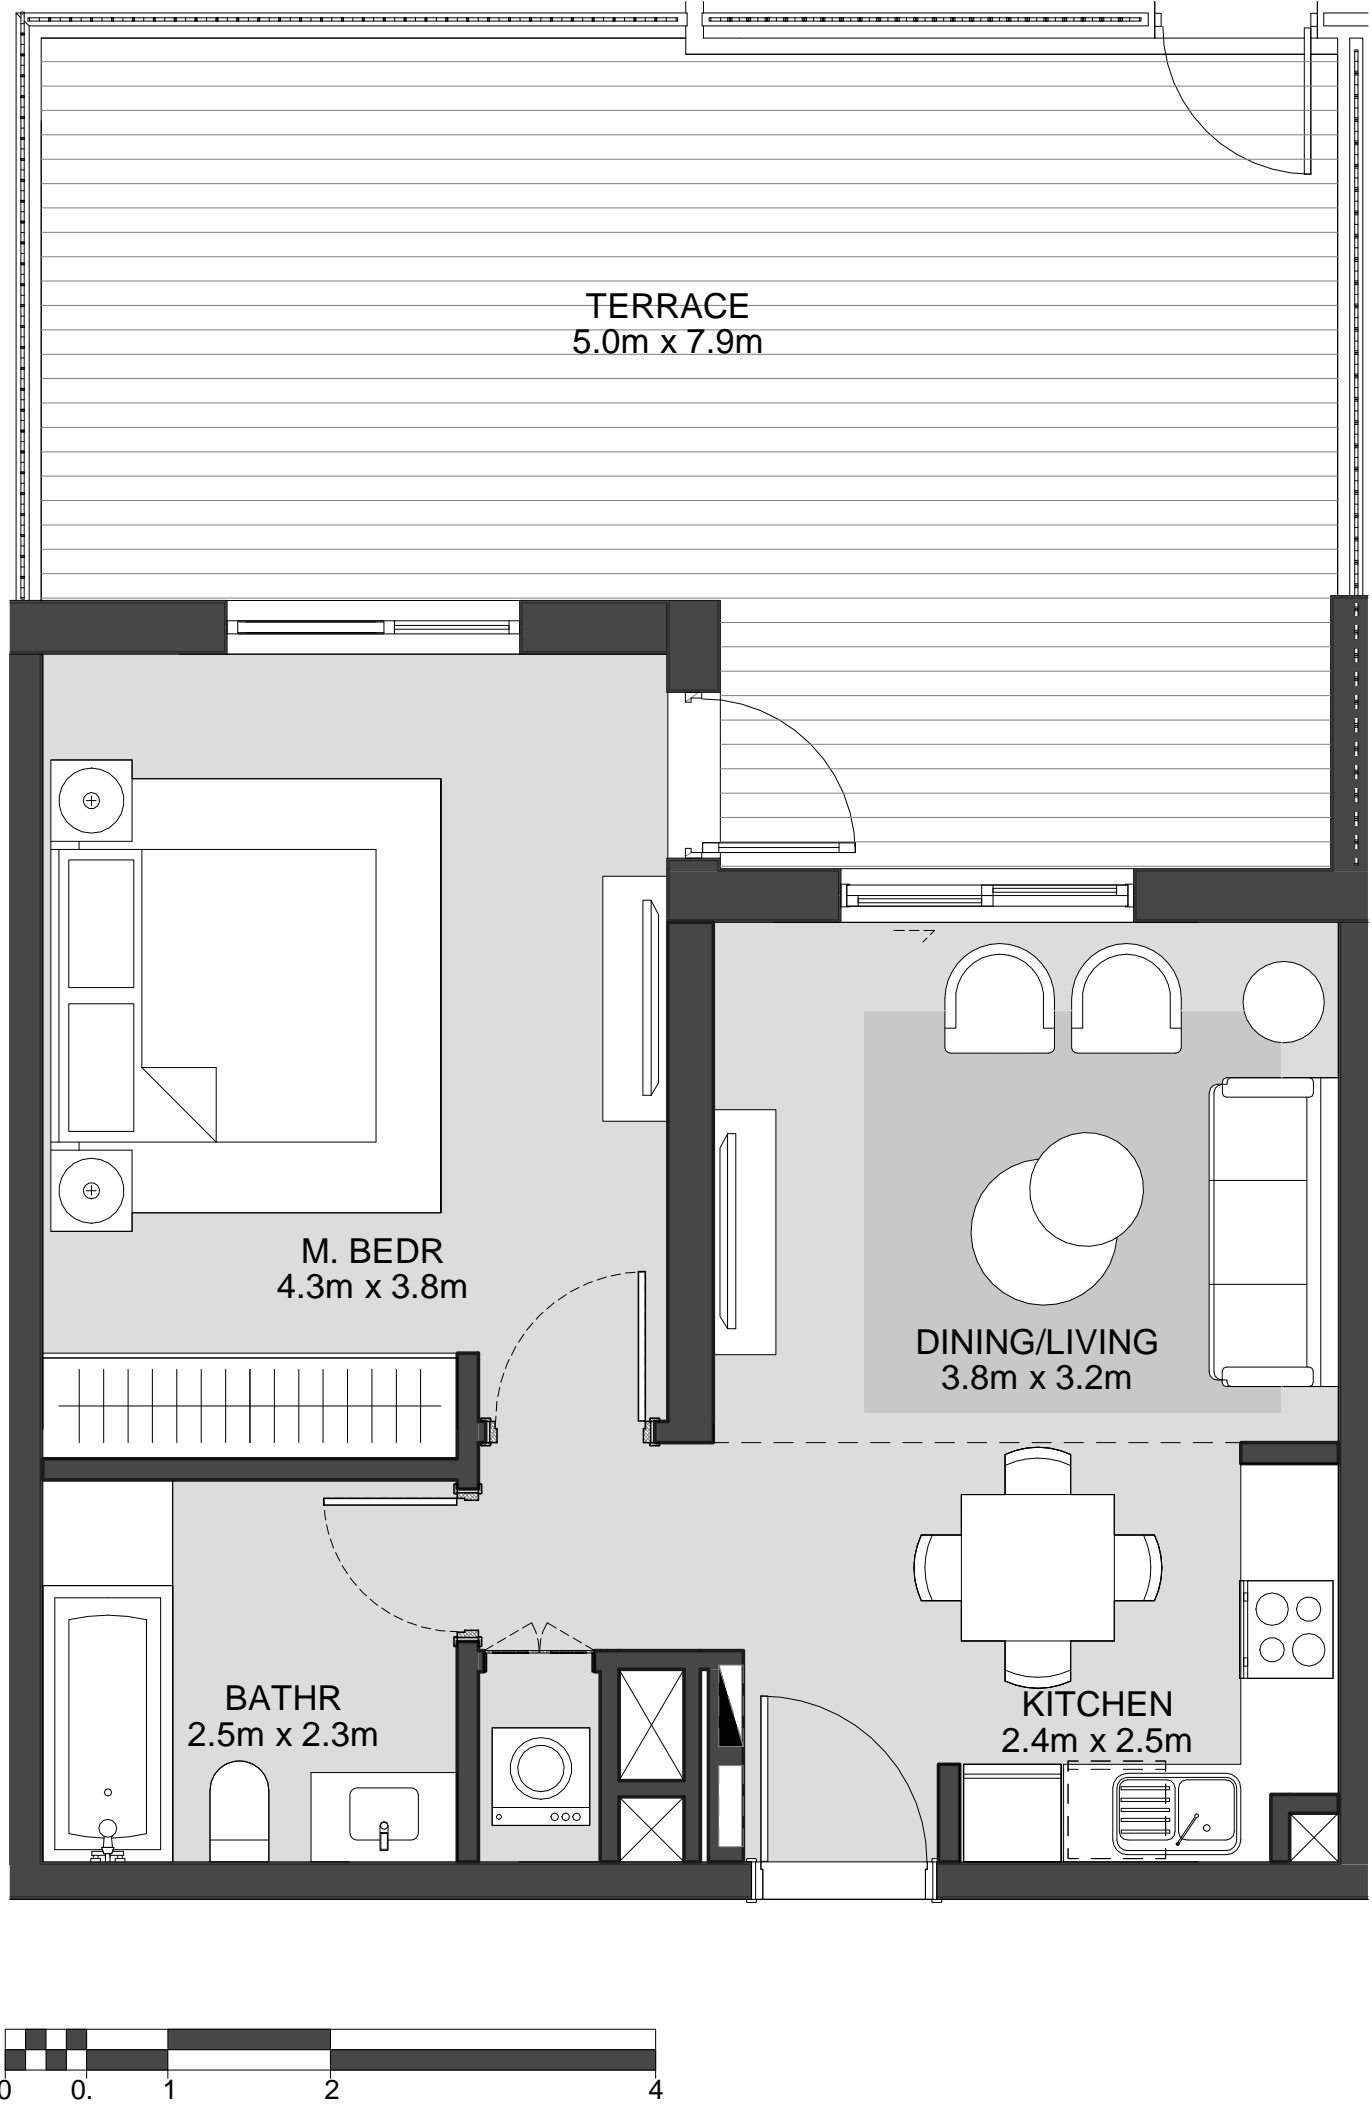 TERRACE
5.0m x 7.9m
M. BEDR
4.3m x 3.8m
DINING/LIVING
3.8m x 3.2m
BATHR
2.5m x 2.3m
KITCHEN
2.4m x 2.5m
0 0. 1 2 4